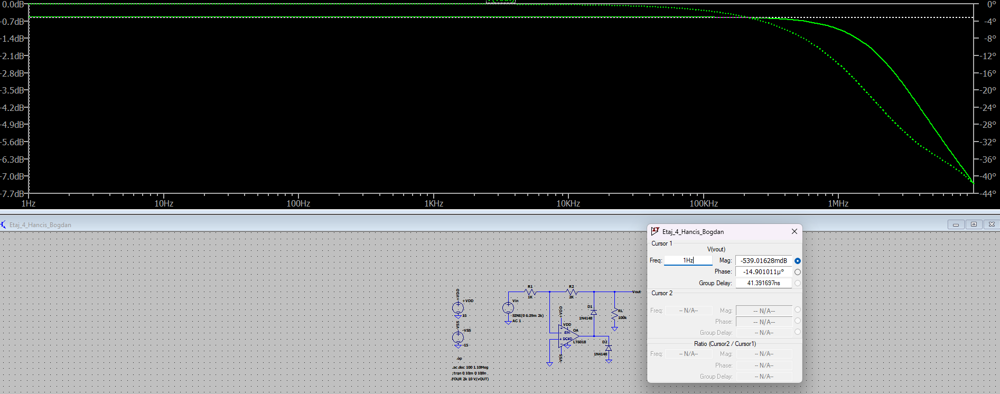 V(vout)
0.0dB
-0.7dB
-1.4dB
-2.1dB
-2.8dB
-3.5dB
-4.2dB
-4.9dB
-5.6dB
-6.3dB
-7.0dB
-7.7dB
0°
-4°
-8°
-12°
-16°
-20°
-24°
-28°
-32°
-36°
-40°
-44°
1Hz 10Hz 100Hz 1KHz 10KHz 100KHz 1MHz
Etaj_4_Hancis_Bogdan
+VDD
+VDD
15
-VSS
-VSS
-15
.op
.ac dec 100 1 10Meg
;tran 0 10m 0 100n
.FOUR 2k 10 V(vOUT)
Vin
SINE(0 6.29m 2k)
AC 1
R1
1K
R2
2K
D1
1N4148
+VDD
VDD
EN
DGND
OA
LT6018
-VSS
D2
1N4148
RL
100k
Vout
Etaj_4_Hancis_Bogdan
Cursor 1
V(vout)
Freq: 1Hz Mag: -539.01628mdB
Phase: -14.901011µ°
Group Delay: 41.391697ns
Cursor 2
Freq: -- N/A-- Mag: -- N/A--
Phase: -- N/A--
Group Delay: -- N/A--
Ratio (Cursor2 / Cursor1)
Freq: -- N/A-- Mag: -- N/A--
Phase: -- N/A--
Group Delay: -- N/A--